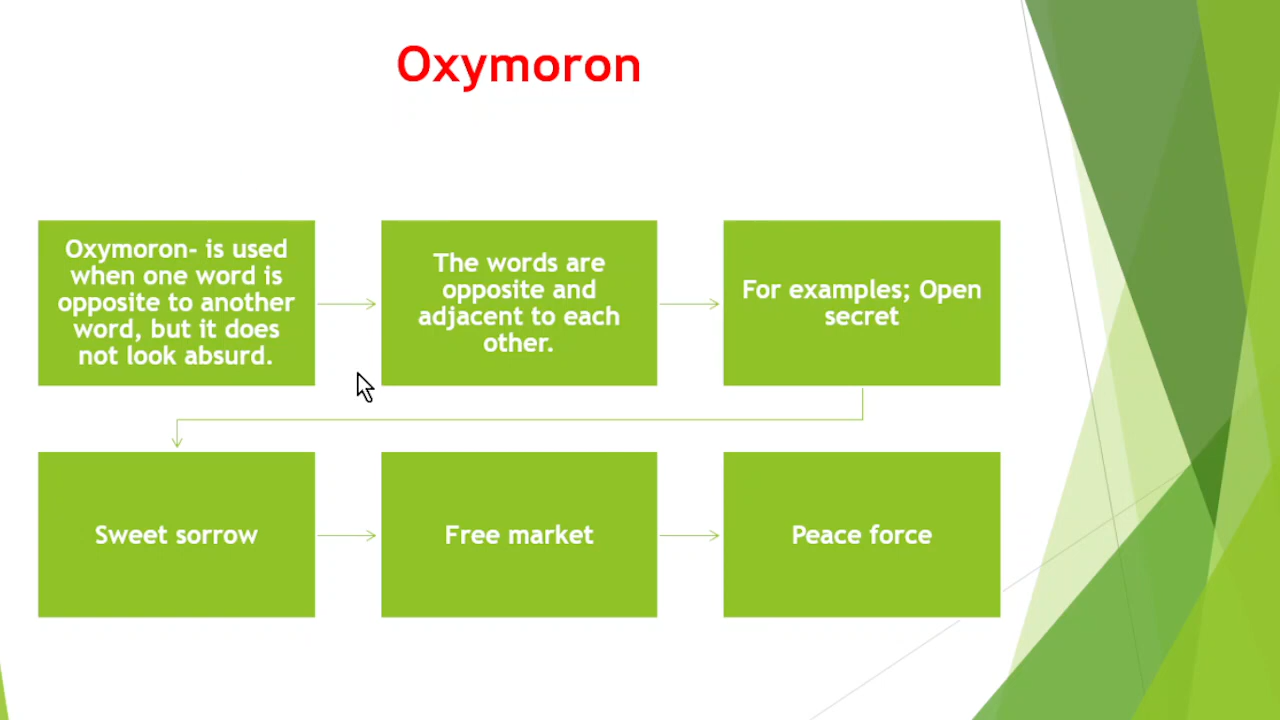 Oxymoron
Oxymoron- is used
when one word is
opposite to another
word, but it does
not look absurd.
The words are
opposite and
adjacent to each
other.
For examples; Open
secret
Sweet sorrow
Free market
Peace force